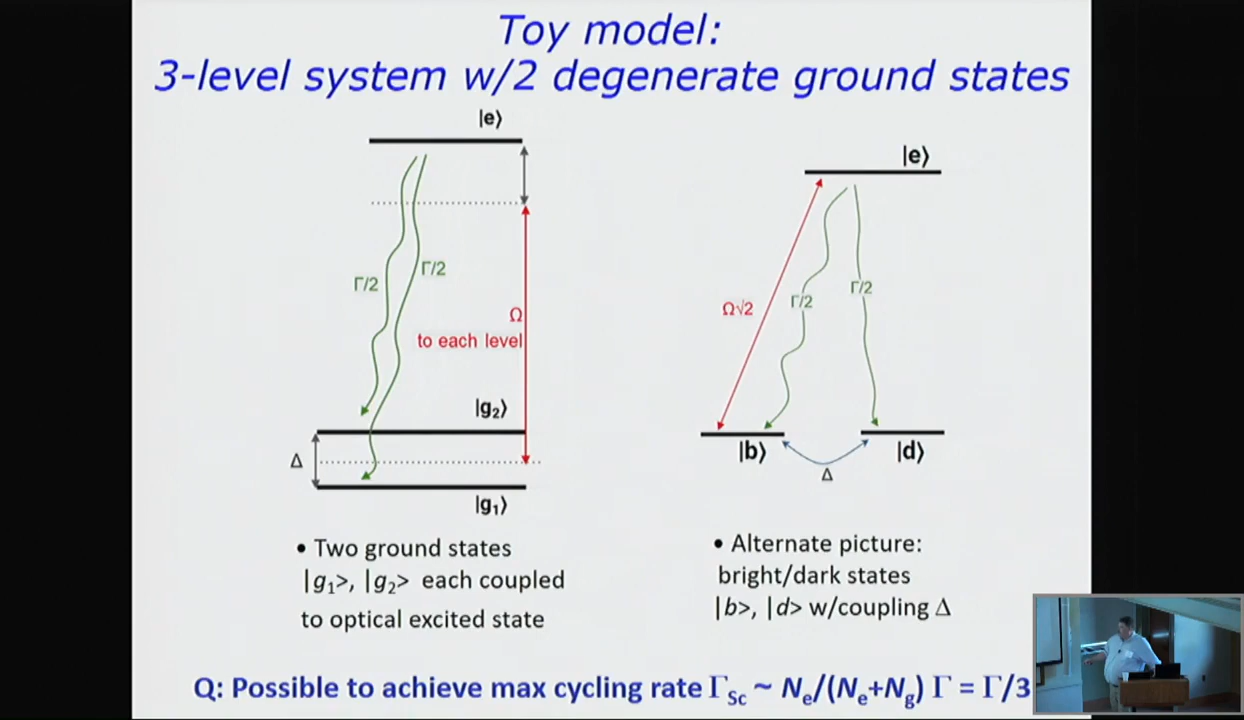 Toy model:
3-level system w/2 degenerate ground states
|e⟩
Γ/2
Γ/2
Ω
to each level
|g₂⟩
Δ
|g₁⟩
• Two ground states
|g₁>, |g₂> each coupled
to optical excited state
|e⟩
Ω√2
Γ/2
Γ/2
|b⟩
|d⟩
Δ
• Alternate picture:
bright/dark states
|b>, |d> w/coupling Δ
Q: Possible to achieve max cycling rate Γ_Sc ~ Nₑ/(Nₑ+N_g) Γ = Γ/3